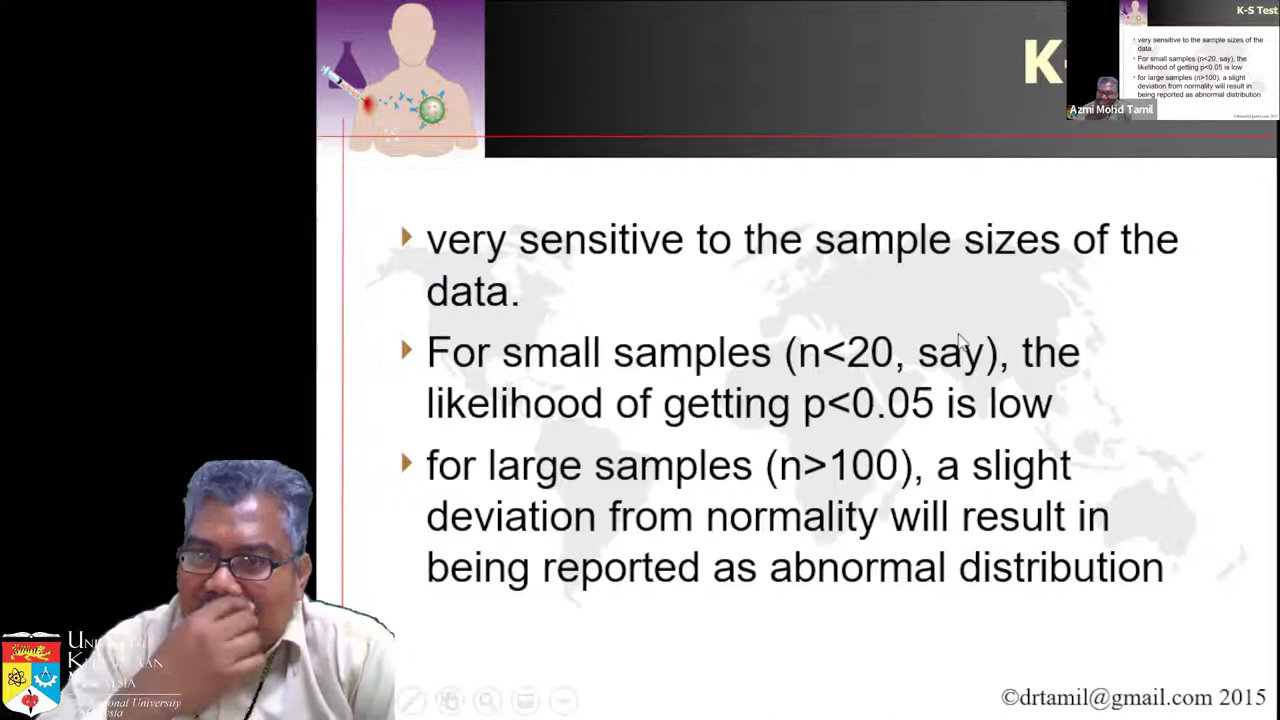 K-
K-S Test
very sensitive to the sample sizes of the
data.
For small samples (n<20, say), the
likelihood of getting p<0.05 is low
for large samples (n>100), a slight
deviation from normality will result in
being reported as abnormal distribution
Azmi Mohd Tamil
very sensitive to the sample sizes of the
data.
For small samples (n<20, say), the
likelihood of getting p<0.05 is low
for large samples (n>100), a slight
deviation from normality will result in
being reported as abnormal distribution
University
©drtamil@gmail.com 2015